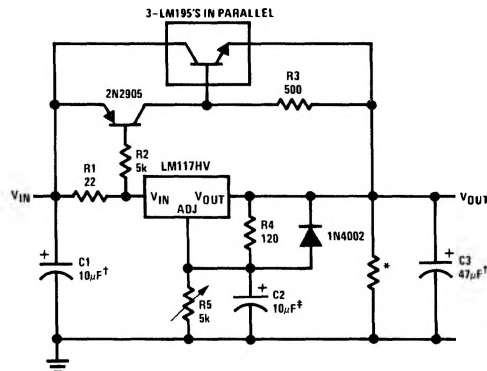 3-LM195'S IN PARALLEL
2N2905
R3
500
R1
22
R2
5k
LM117HV
VIN
VIN
VOUT
ADJ
VOUT
R4
120
1N4002
*
C1
10μF†
R5
5k
C2
10μF‡
C3
47μF†